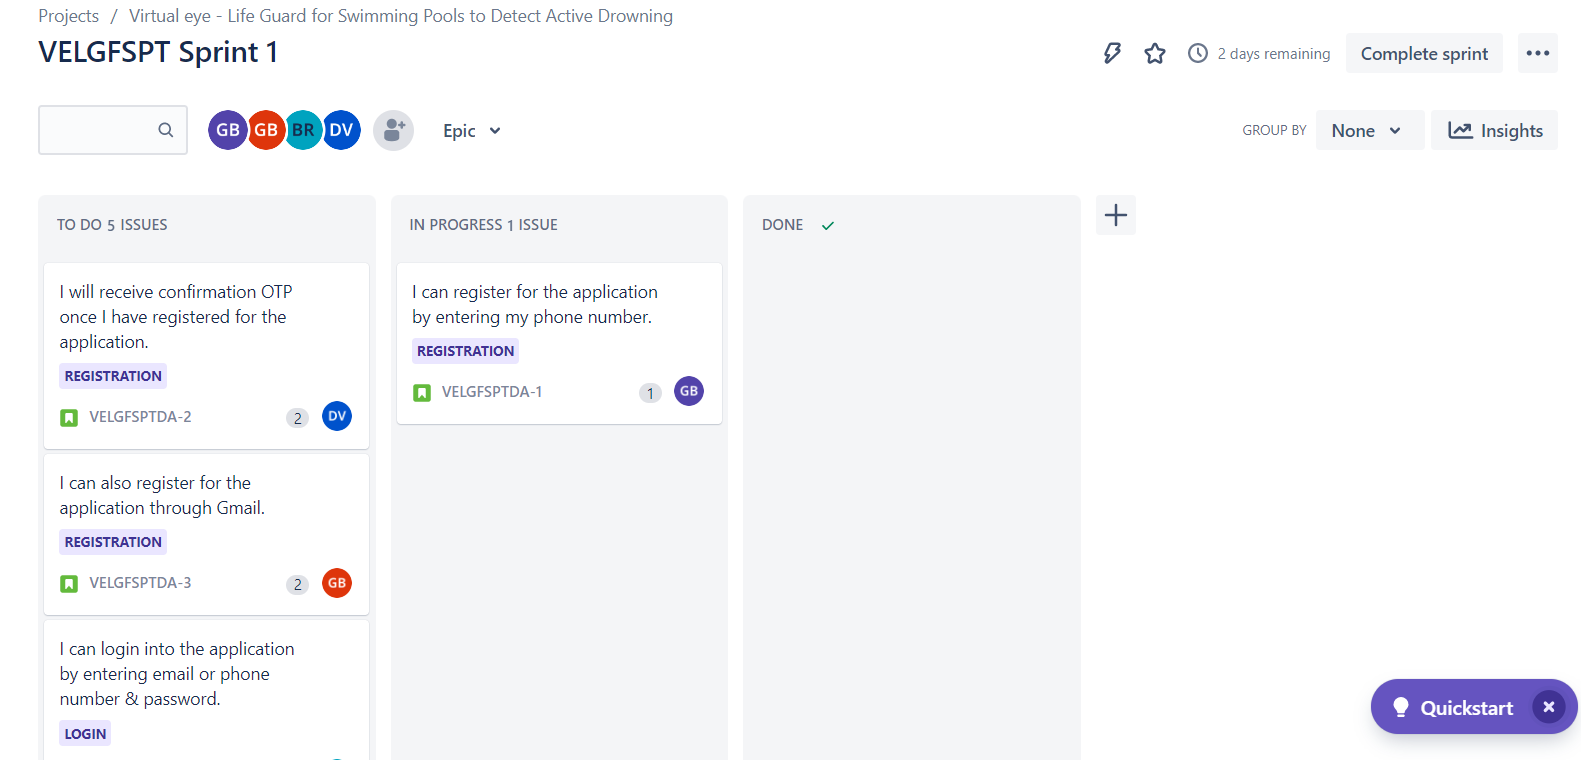 Projects / Virtual eye - Life Guard for Swimming Pools to Detect Active Drowning
VELGFSPT Sprint 1
2 days remaining
Complete sprint
GB GB BR DV
Epic
GROUP BY
None
Insights
TO DO 5 ISSUES
I will receive confirmation OTP
once I have registered for the
application.
REGISTRATION
VELGFSPTDA-2
2
DV
I can also register for the
application through Gmail.
REGISTRATION
VELGFSPTDA-3
2
GB
I can login into the application
by entering email or phone
number & password.
LOGIN
IN PROGRESS 1 ISSUE
I can register for the application
by entering my phone number.
REGISTRATION
VELGFSPTDA-1
1
GB
DONE
Quickstart